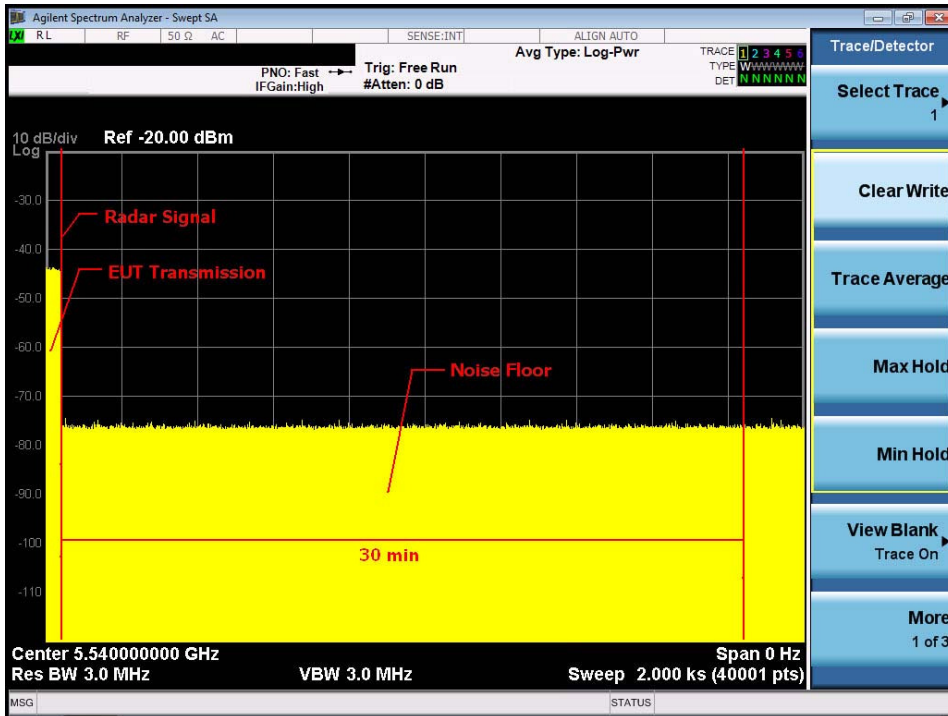 Agilent Spectrum Analyzer - Swept SA
LXI RL RF 50 Ω AC SENSE:INT ALIGN AUTO
Avg Type: Log-Pwr
PNO: Fast
IFGain:High
Trig: Free Run
#Atten: 0 dB
TRACE 1 2 3 4 5 6
TYPE WWWWWW
DET N N N N N N
10 dB/div
Log
Ref -20.00 dBm
-30.0
Radar Signal
-40.0
EUT Transmission
-50.0
-60.0
Noise Floor
-70.0
-80.0
-90.0
-100
30 min
-110
Center 5.540000000 GHz
Span 0 Hz
Res BW 3.0 MHz
VBW 3.0 MHz
Sweep 2.000 ks (40001 pts)
MSG
STATUS
Trace/Detector
Select Trace
1
Clear Write
Trace Average
Max Hold
Min Hold
View Blank
Trace On
More
1 of 3